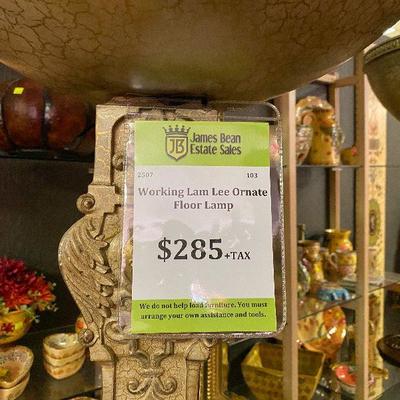 James Bean
Estate Sales
JB
2507 103
Working Lam Lee Ornate
Floor Lamp
$285+TAX
We do not help load furniture. You must
arrange your own assistance and tools.